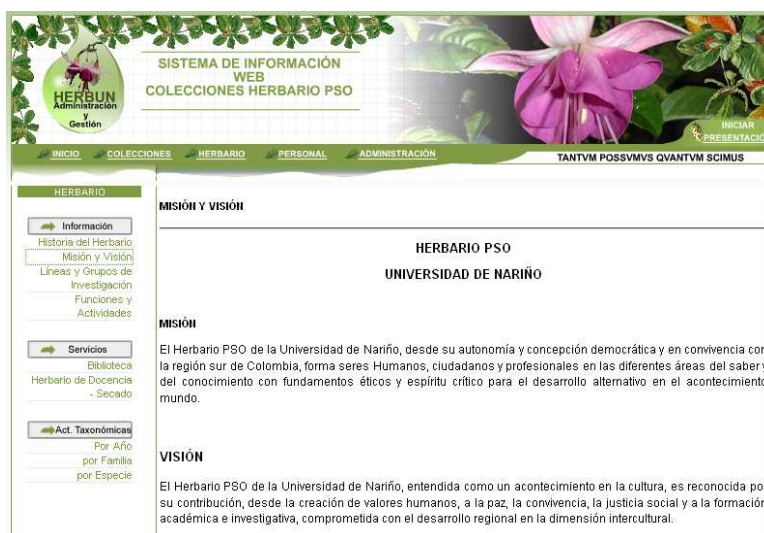 HERBUN
Administración
y
Gestión
SISTEMA DE INFORMACIÓN
WEB
COLECCIONES HERBARIO PSO
INICIAR
PRESENTACIÓ
INICIO COLECCIONES HERBARIO PERSONAL ADMINISTRACIÓN
TANTVM POSSVMVS QVANTVM SCIMUS
HERBARIO
Información
Historia del Herbario
Misión y Visión
Líneas y Grupos de
Investigación
Funciones y
Actividades
Servicios
Biblioteca
Herbario de Docencia
- Secado
Act. Taxonómicas
Por Año
por Familia
por Especie
MISIÓN Y VISIÓN
HERBARIO PSO
UNIVERSIDAD DE NARIÑO
MISIÓN
El Herbario PSO de la Universidad de Nariño, desde su autonomía y concepción democrática y en convivencia con
la región sur de Colombia, forma seres Humanos, ciudadanos y profesionales en las diferentes áreas del saber y
del conocimiento con fundamentos éticos y espíritu crítico para el desarrollo alternativo en el acontecimiento
mundo.
VISIÓN
El Herbario PSO de la Universidad de Nariño, entendida como un acontecimiento en la cultura, es reconocida po
su contribución, desde la creación de valores humanos, a la paz, la convivencia, la justicia social y a la formación
académica e investigativa, comprometida con el desarrollo regional en la dimensión intercultural.